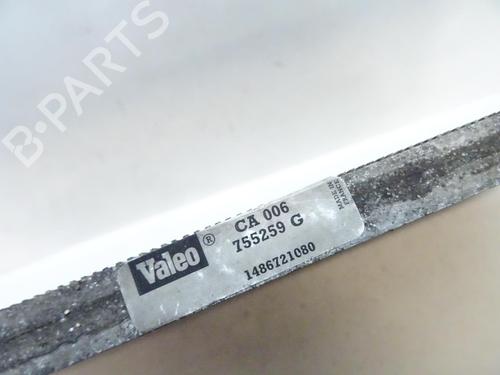 B-PARTS
Valeo ®
CA 006
755259 G
1486721080
MADE IN
FRANCE